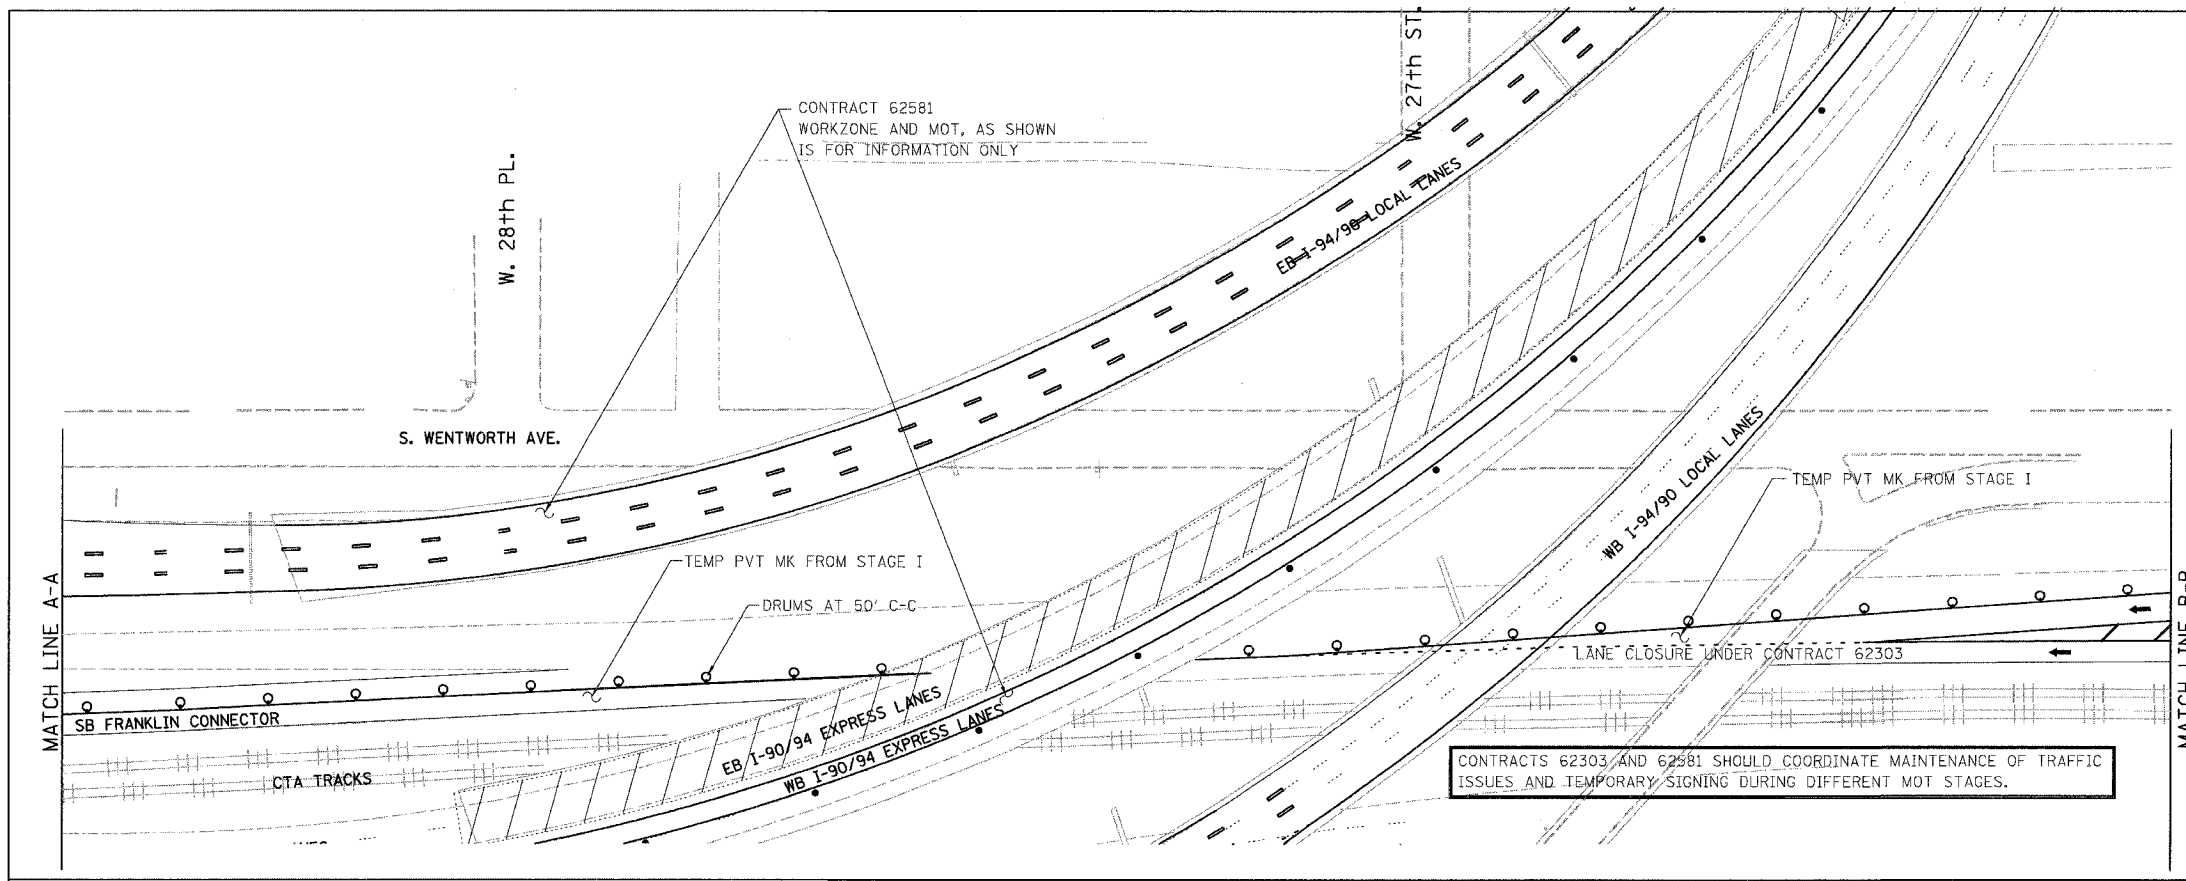 W. 27th ST.
CONTRACT 62581
WORKZONE AND MOT, AS SHOWN
IS FOR INFORMATION ONLY
W. 28th PL.
EB I-94/90 LOCAL LANES
S. WENTWORTH AVE.
WB I-94/90 LOCAL LANES
TEMP PVT MK FROM STAGE I
TEMP PVT MK FROM STAGE I
DRUMS AT 50' C-C
MATCH LINE A-A
MATCH LINE B-B
LANE CLOSURE UNDER CONTRACT 62303
SB FRANKLIN CONNECTOR
EB I-90/94 EXPRESS LANES
WB I-90/94 EXPRESS LANES
CTA TRACKS
CONTRACTS 62303 AND 62581 SHOULD COORDINATE MAINTENANCE OF TRAFFIC
ISSUES AND TEMPORARY SIGNING DURING DIFFERENT MOT STAGES.